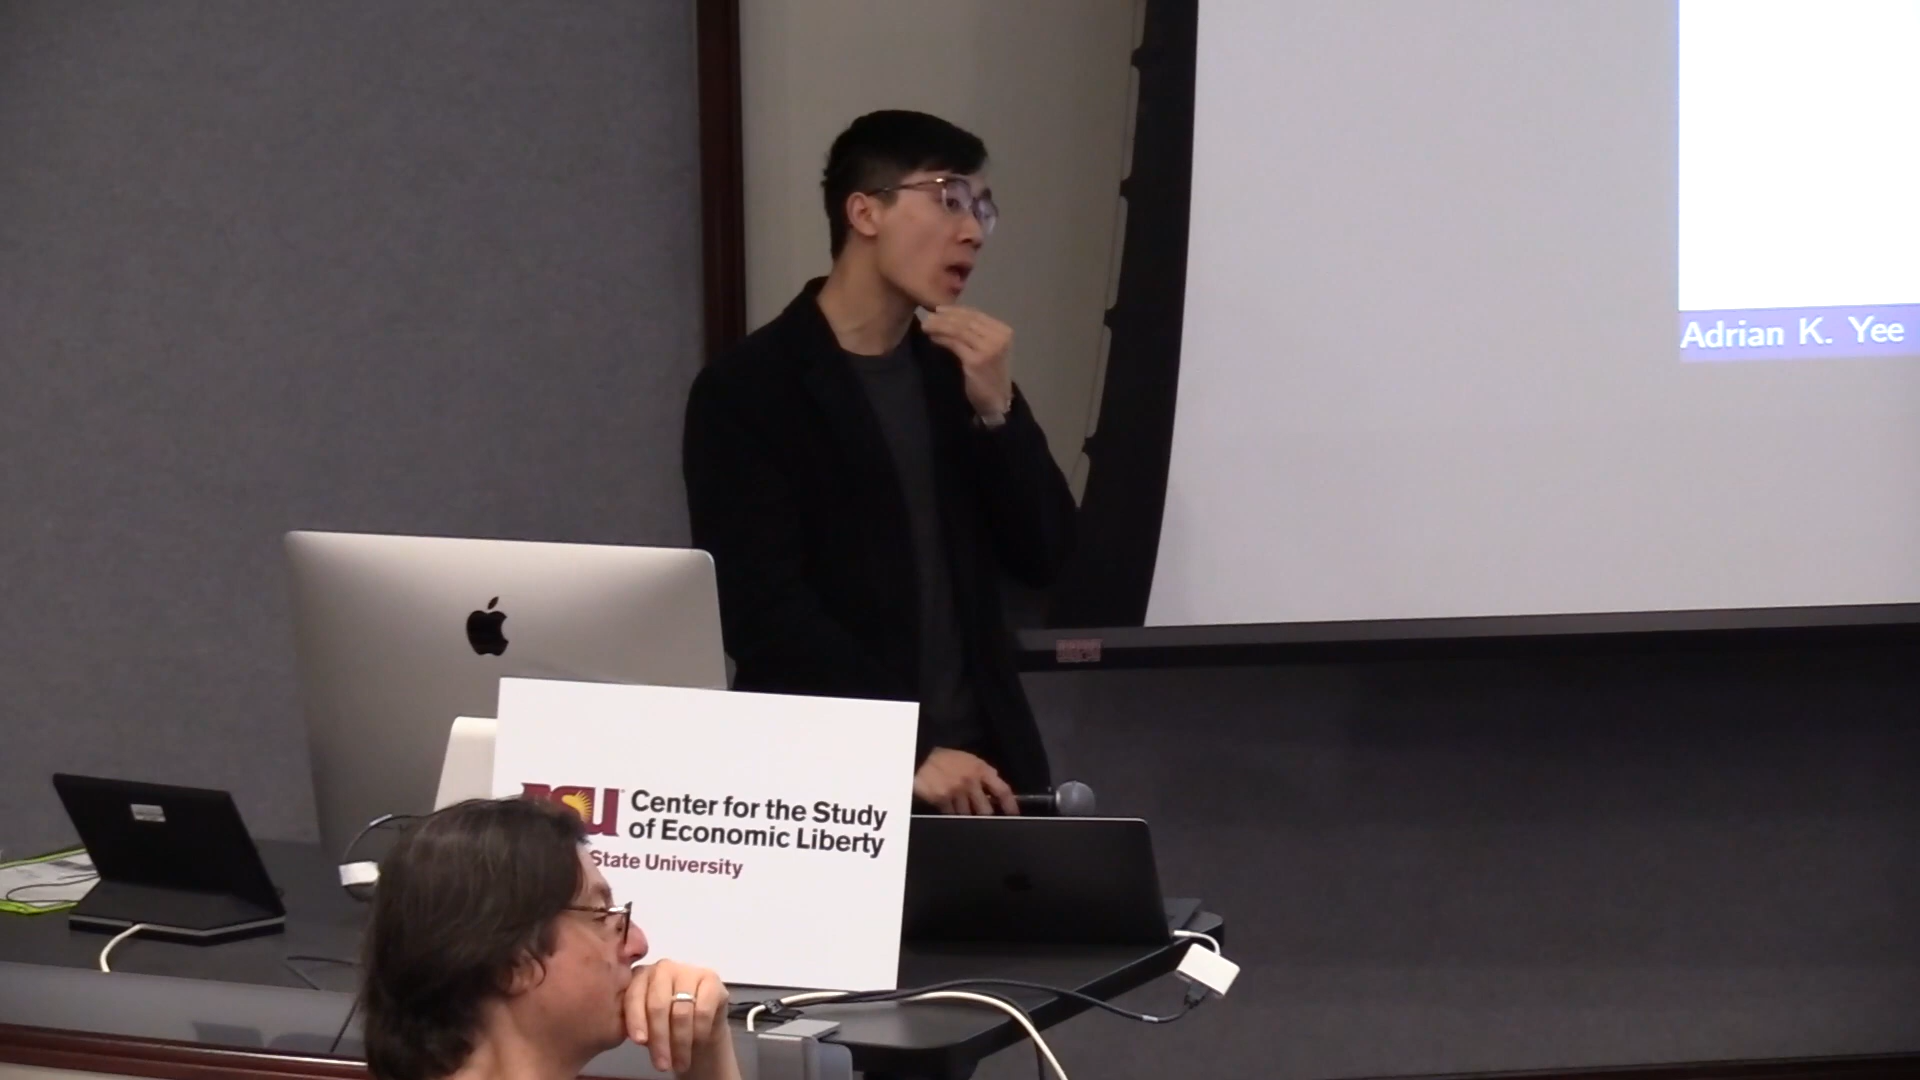 Adrian K. Yee
Center for the Study
of Economic Liberty
State University